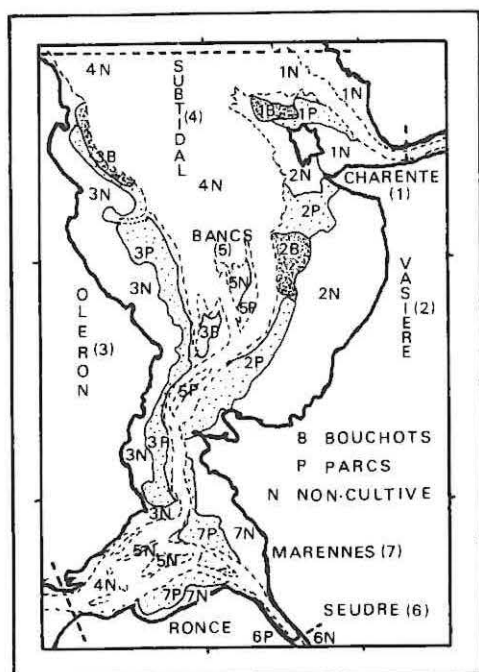 4N
SUBTIDAL
(4)
1N
1N
1B
1P
1N
3B
4N
2N
CHARENTE
(1)
3N
2P
BANCS
(5)
3P
2B
VASIERE
(2)
5N
2N
3N
OLERON
(3)
5P
3B
2P
5P
B BOUCHOTS
P PARCS
N NON-CULTIVE
3P
3N
3N
7P
7N
5N
5N
MARENNES (7)
4N
7P
7N
SEUDRE (6)
RONCE
6P
6N